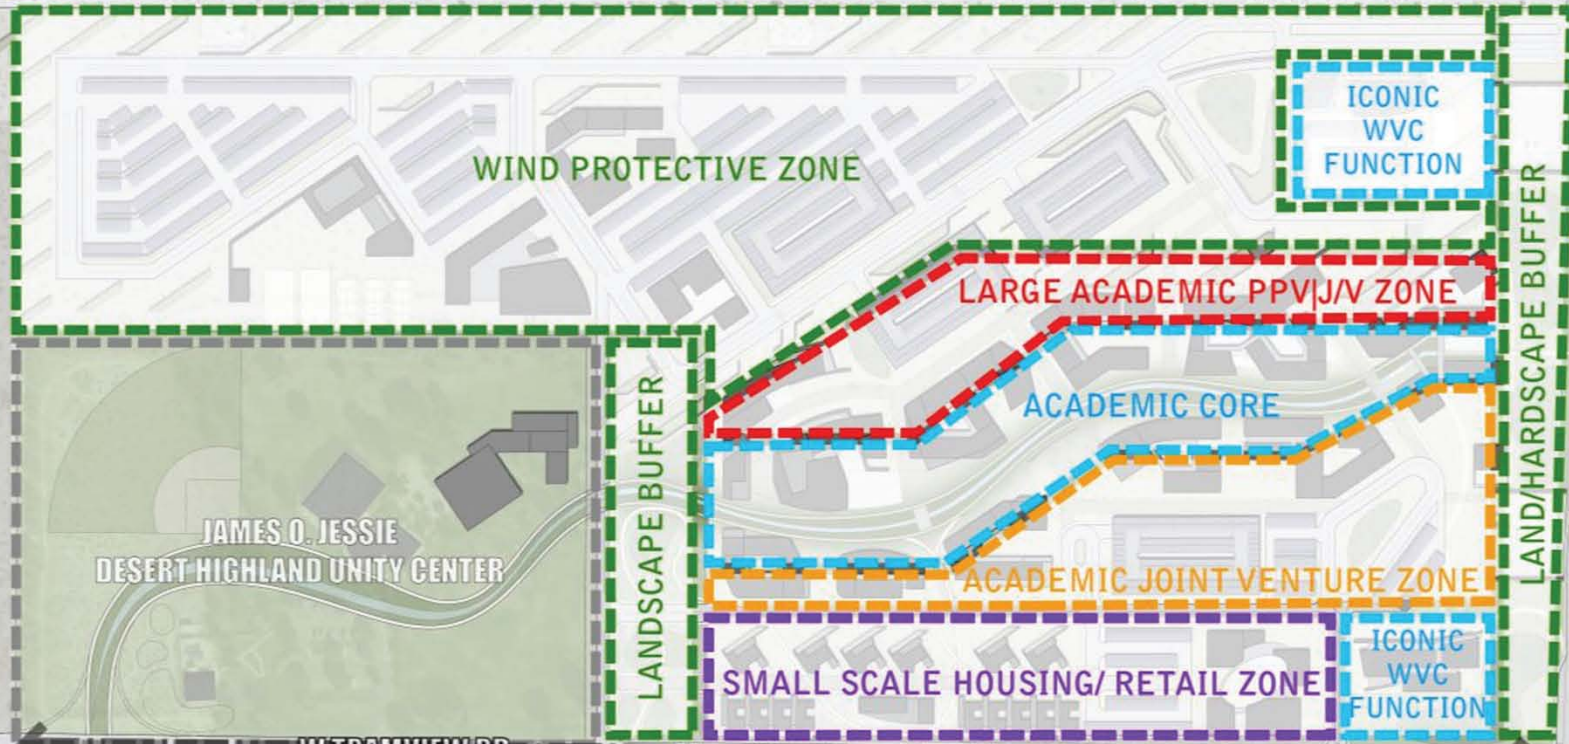 ICONIC
WVC
FUNCTION
WIND PROTECTIVE ZONE
LARGE ACADEMIC PPV|J/V ZONE
LAND/HARDSCAPE BUFFER
ACADEMIC CORE
LANDSCAPE BUFFER
JAMES O. JESSIE
DESERT HIGHLAND UNITY CENTER
ACADEMIC JOINT VENTURE ZONE
SMALL SCALE HOUSING/ RETAIL ZONE
ICONIC
WVC
FUNCTION